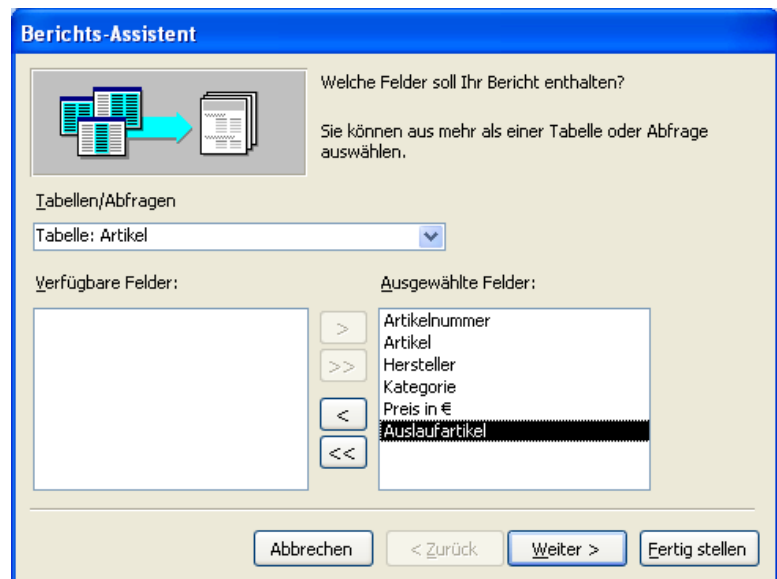 Berichts-Assistent
Welche Felder soll Ihr Bericht enthalten?
Sie können aus mehr als einer Tabelle oder Abfrage
auswählen.
Tabellen/Abfragen
Tabelle: Artikel
Verfügbare Felder:
Ausgewählte Felder:
>
>>
<
<<
Artikelnummer
Artikel
Hersteller
Kategorie
Preis in €
Auslaufartikel
Abbrechen
< Zurück
Weiter >
Fertig stellen